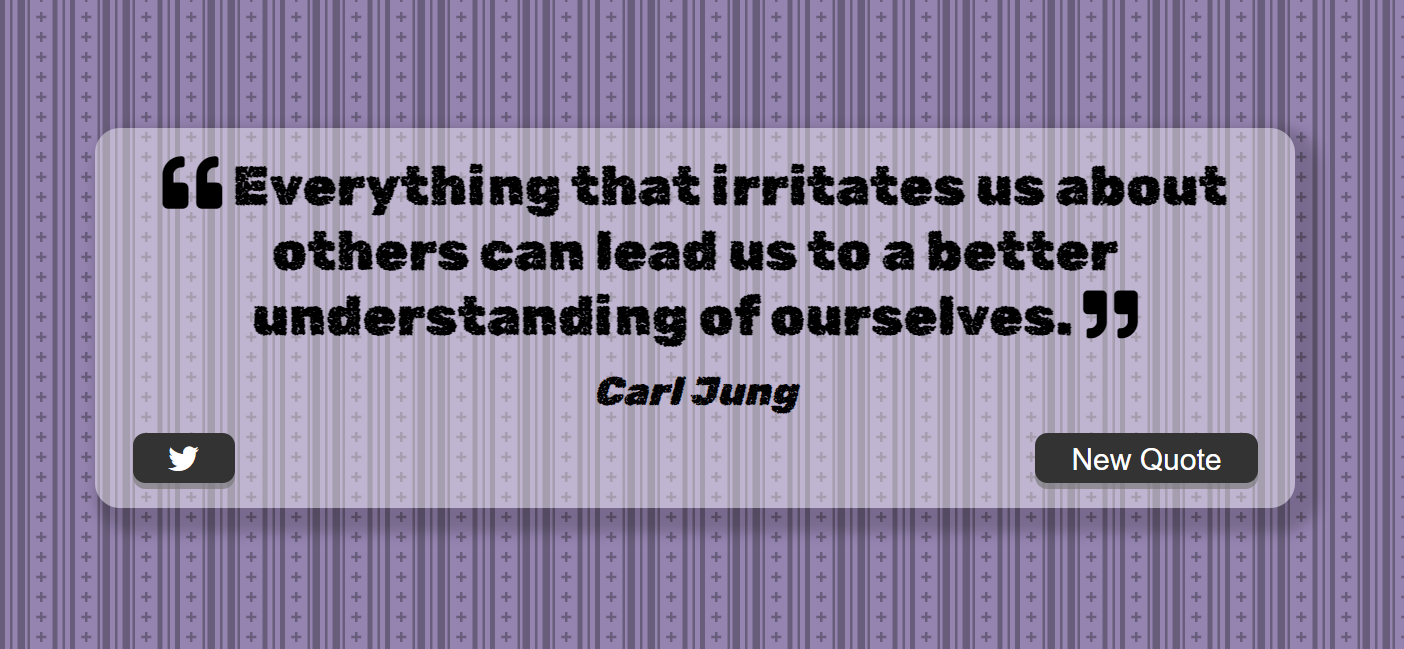 “Everything that irritates us about
others can lead us to a better
understanding of ourselves.”
Carl Jung
New Quote